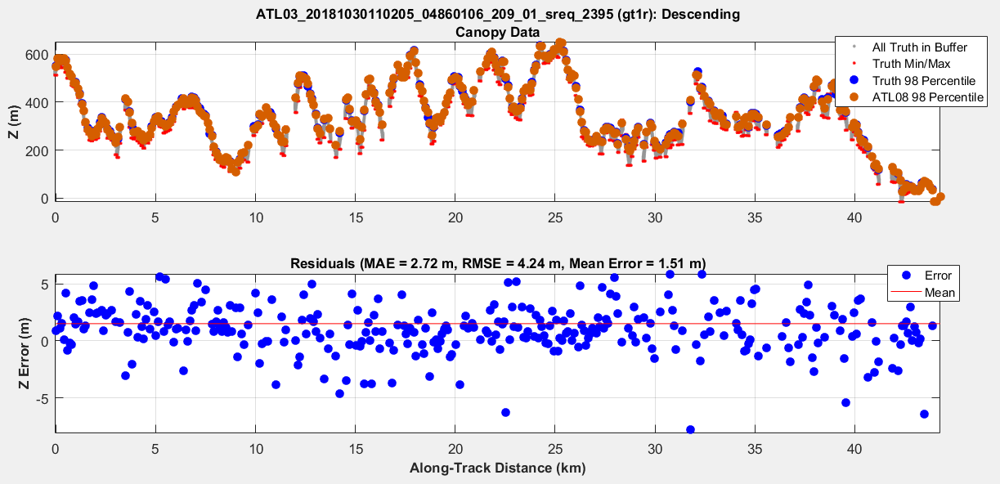 ATL03_20181030110205_04860106_209_01_sreq_2395 (gt1r): Descending
Canopy Data
Z (m)
600
400
200
0
All Truth in Buffer
Truth Min/Max
Truth 98 Percentile
ATL08 98 Percentile
0 5 10 15 20 25 30 35 40
Residuals (MAE = 2.72 m, RMSE = 4.24 m, Mean Error = 1.51 m)
Z Error (m)
5
0
-5
Error
Mean
0 5 10 15 20 25 30 35 40
Along-Track Distance (km)